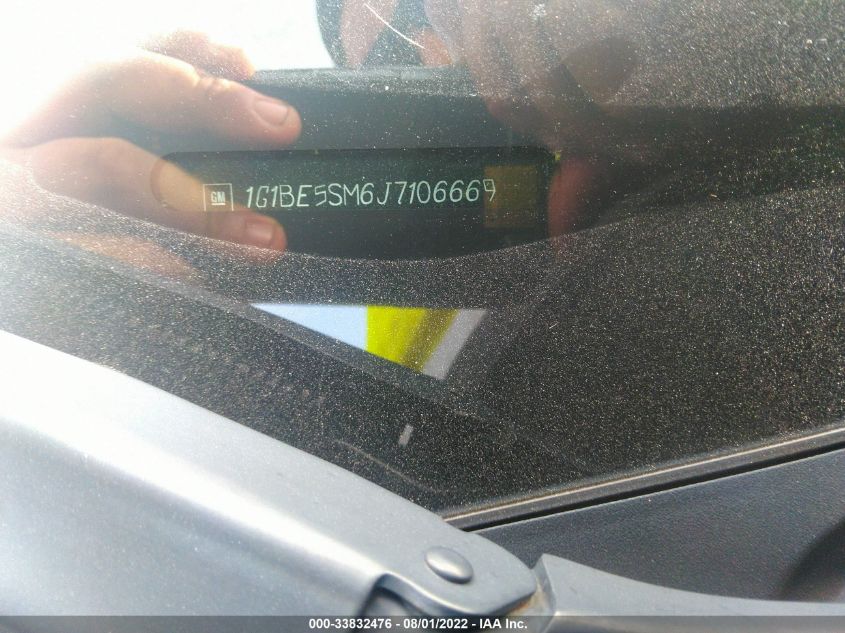 GM 1G1BE5SM6J7106669
000-33832476 - 08/01/2022 - IAA Inc.